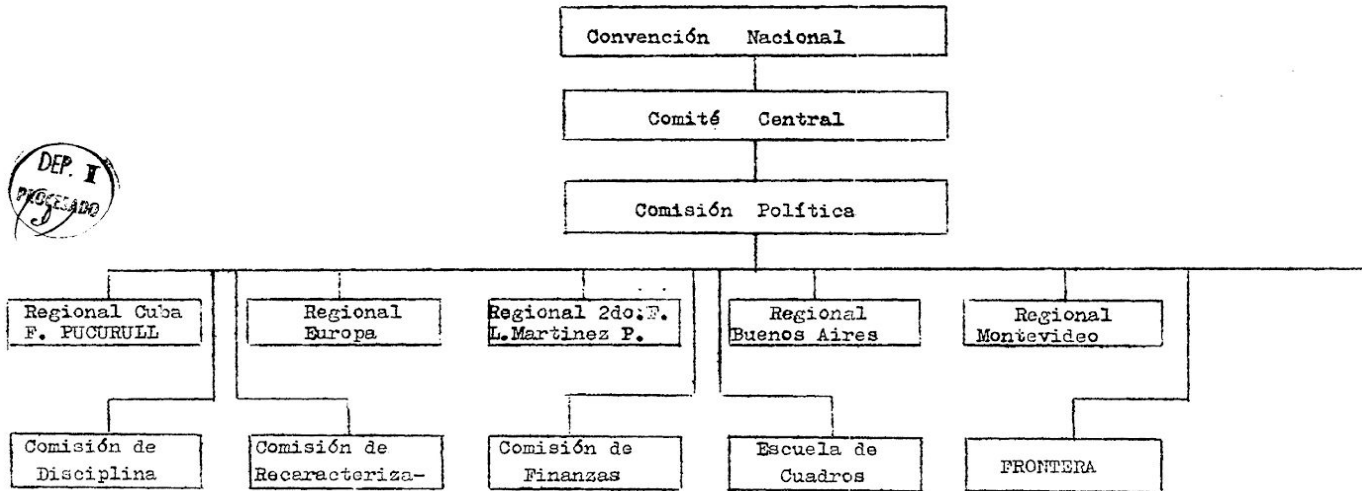 Convención Nacional
Comité Central
DEP. II
PROCESADO
Comisión Política
Regional Cuba
F. PUCURULL
Regional
Europa
Regional 2do;F.
L.Martinez P.
Regional
Buenos Aires
Regional
Montevideo
Comisión de
Disciplina
Comisión de
Recaracteriza-
Comisión de
Finanzas
Escuela de
Cuadros
FRONTERA